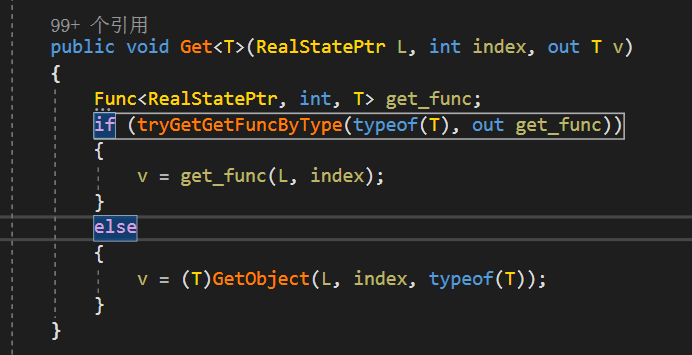 99+ 个引用
public void Get<T>(RealStatePtr L, int index, out T v)
{
Func<RealStatePtr, int, T> get_func;
if (tryGetGetFuncByType(typeof(T), out get_func))
{
v = get_func(L, index);
}
else
{
v = (T)GetObject(L, index, typeof(T));
}
}